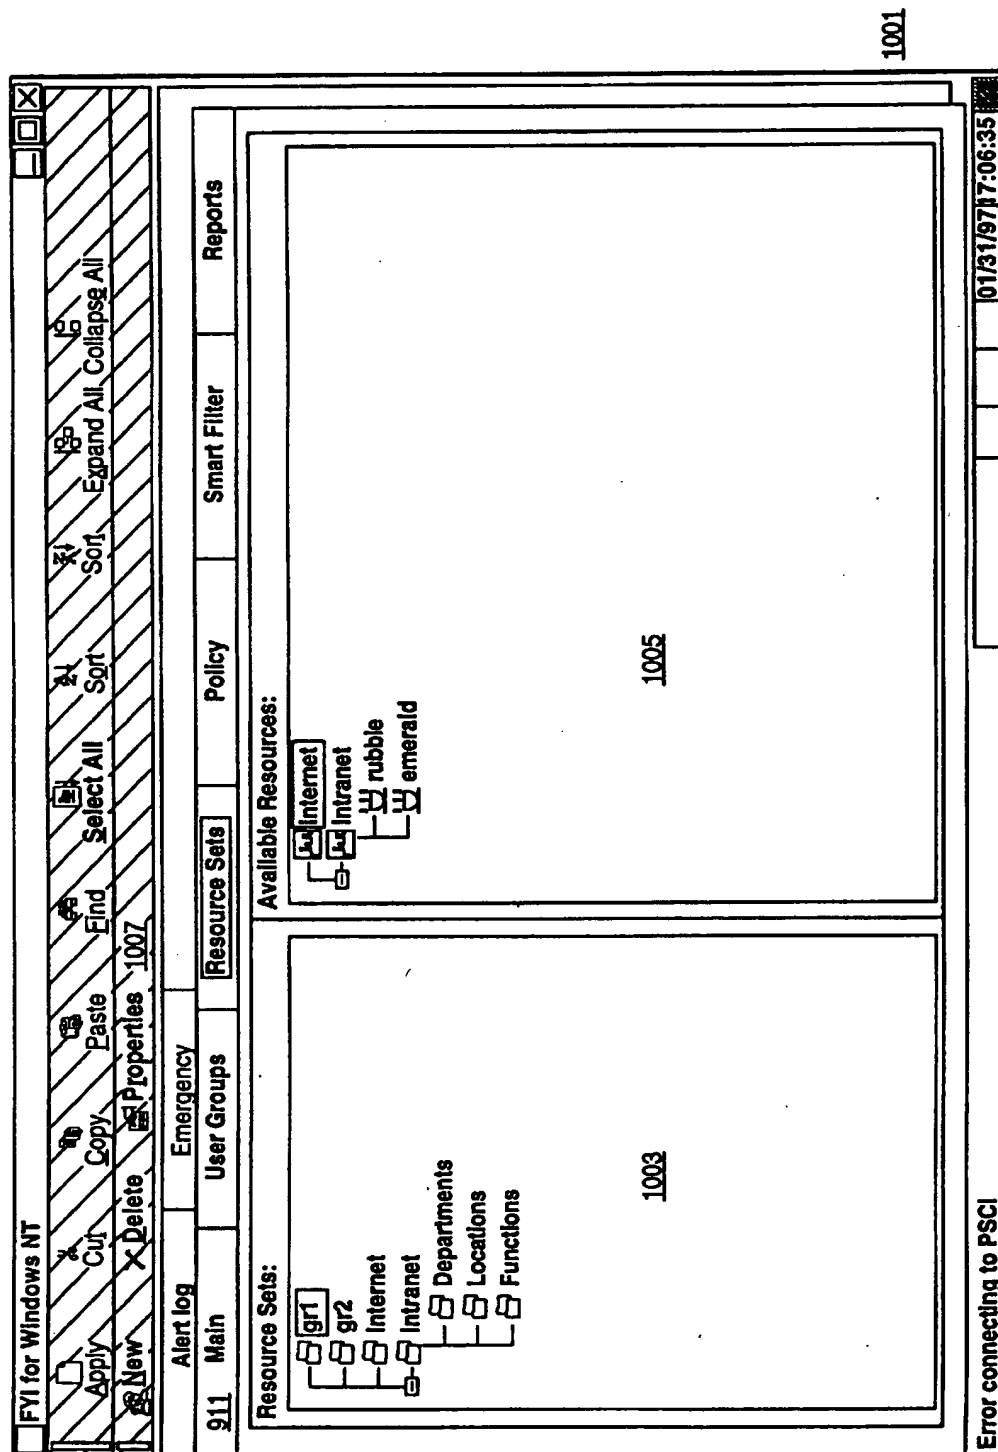 FYI for Windows NT
Apply Cut Copy Paste Find Select All Sort Sort Expand All Collapse All
New Delete Properties 1007
Alert log Emergency
911 Main User Groups Resource Sets Policy Smart Filter Reports
Resource Sets:
gr1
gr2
Internet
Intranet
Departments
Locations
Functions
1003
Available Resources:
Internet
Intranet
rubble
emerald
1005
Error connecting to PSCI
01/31/97 17:06:35
1001